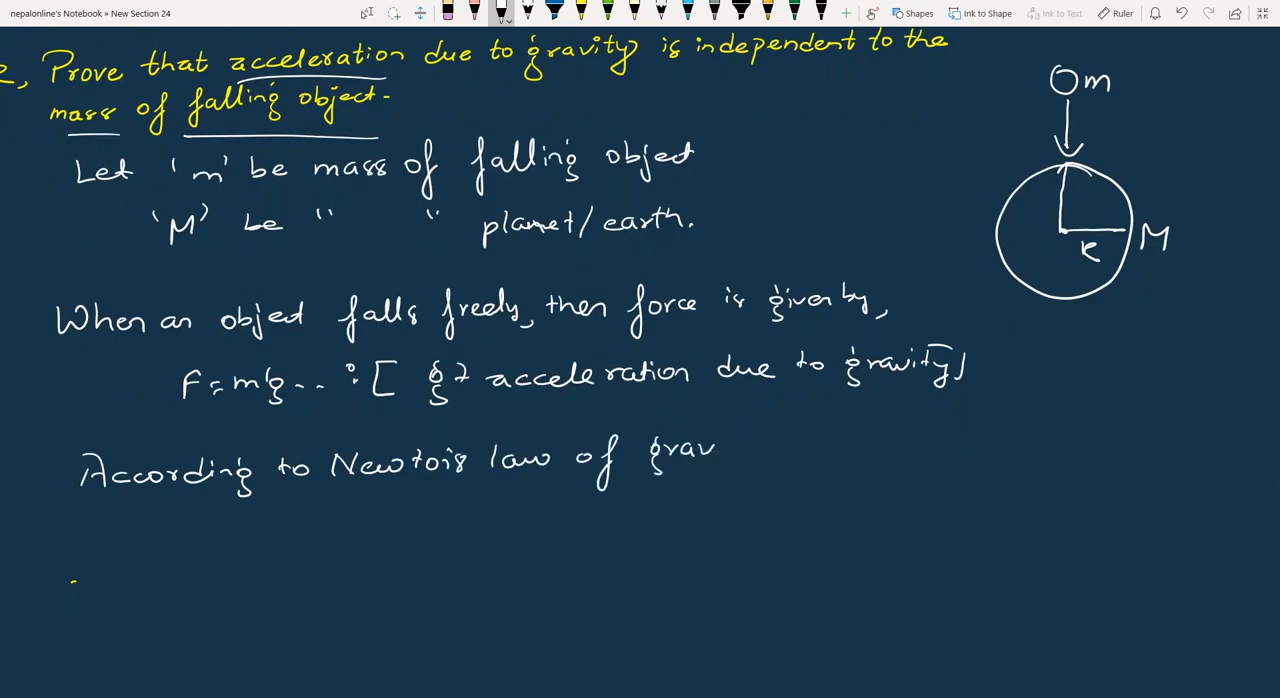 nepalonline's Notebook » New Section 24
Shapes Ink to Shape Ink to Text Ruler
2, Prove that acceleration due to gravity is independent to the
mass of falling object.
Let 'm' be mass of falling object
'M' be " " planet/earth.
When an object falls freely, then force is given by,
F = mg -- ∵ [ g = acceleration due to gravity]
According to Newton's law of grav
m
R
M